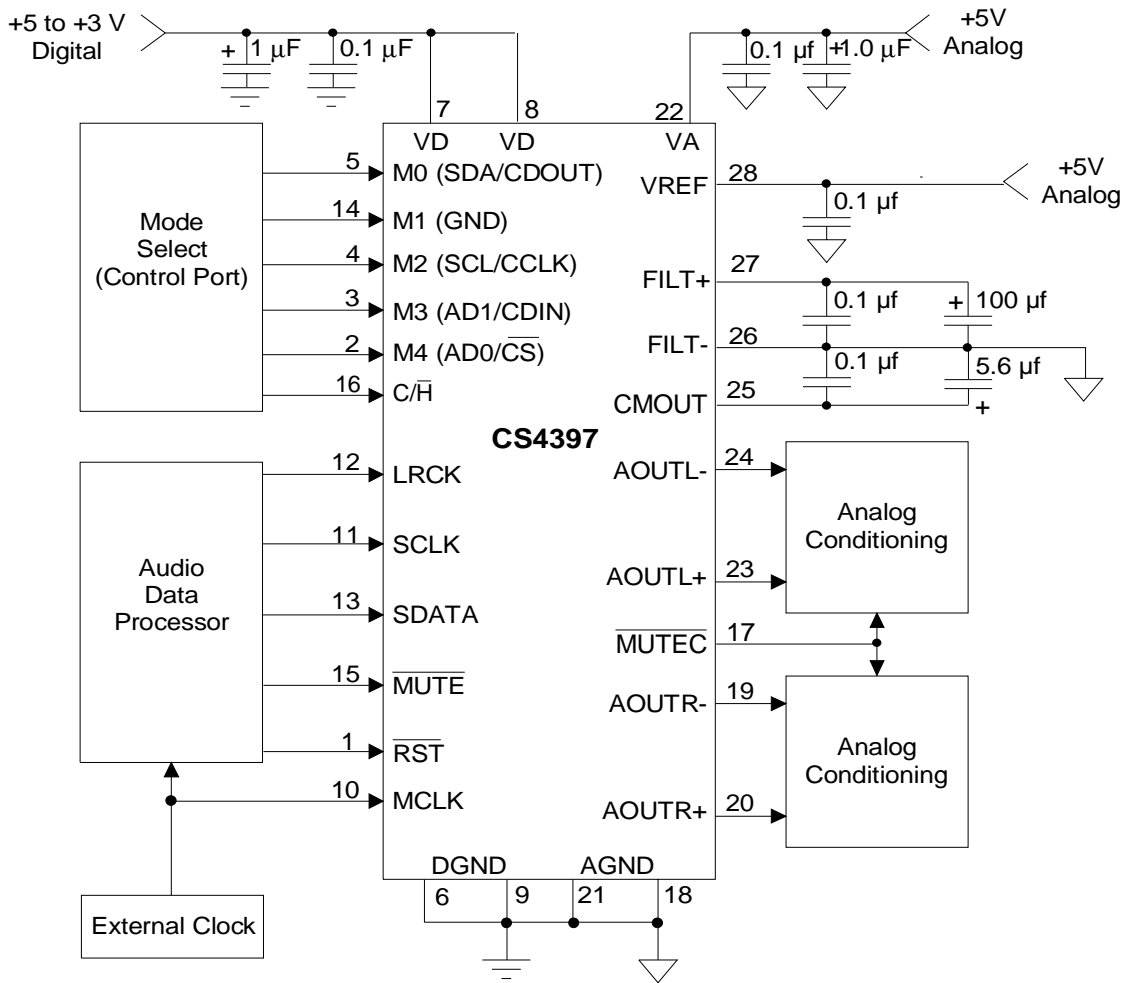 +5 to +3 V
Digital
+ 1 μF
0.1 μF
0.1 µf
+ 1.0 μF
+5V
Analog
7
8
22
VD
VD
VA
Mode
Select
(Control Port)
5
M0 (SDA/CDOUT)
14
M1 (GND)
4
M2 (SCL/CCLK)
3
M3 (AD1/CDIN)
2
M4 (AD0/C̅S̅)
16
C/H̅
VREF
28
0.1 µf
+5V
Analog
FILT+
27
0.1 µf
+ 100 µf
FILT-
26
0.1 µf
5.6 µf
+
CMOUT
25
CS4397
Audio
Data
Processor
12
LRCK
11
SCLK
13
SDATA
15
M̅U̅T̅E̅
1
R̅S̅T̅
10
MCLK
AOUTL-
24
AOUTL+
23
Analog
Conditioning
M̅U̅T̅E̅C̅
17
AOUTR-
19
AOUTR+
20
Analog
Conditioning
DGND
AGND
6
9
21
18
External Clock